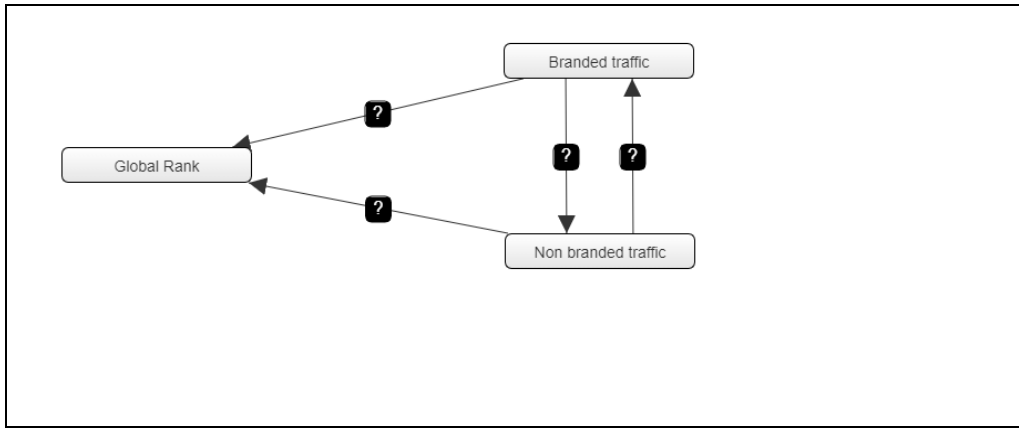 Branded traffic
?
Global Rank
? ?
?
Non branded traffic